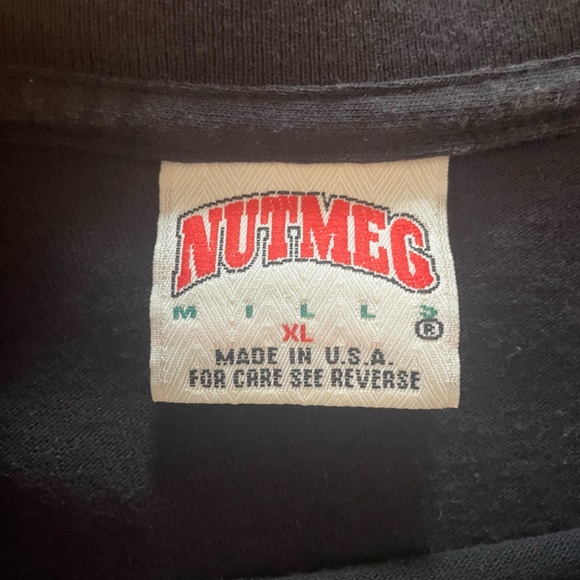 NUTMEG
MILLS
®
XL
MADE IN U.S.A.
FOR CARE SEE REVERSE